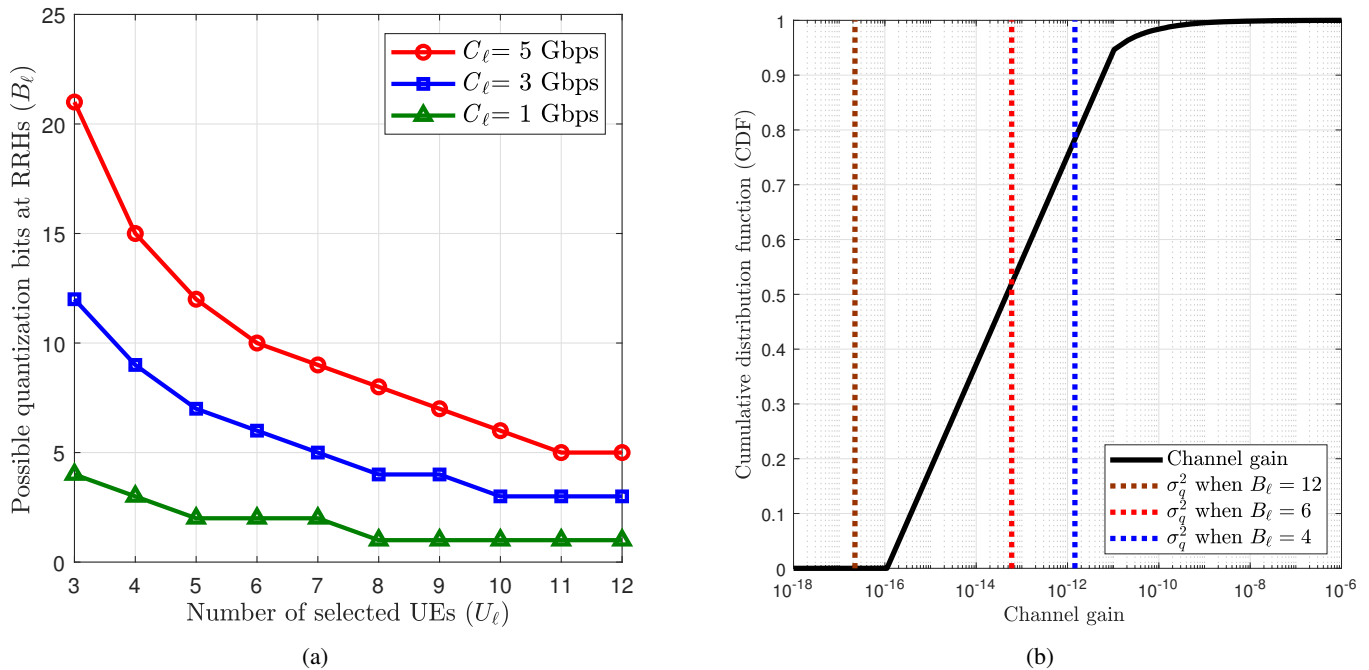 25
20
15
10
5
0
3 4 5 6 7 8 9 10 11 12
Possible quantization bits at RRHs (Bℓ)
Number of selected UEs (Uℓ)
Cℓ= 5 Gbps
Cℓ= 3 Gbps
Cℓ= 1 Gbps
(a)
1
0.9
0.8
0.7
0.6
0.5
0.4
0.3
0.2
0.1
0
10^-18 10^-16 10^-14 10^-12 10^-10 10^-8 10^-6
Cumulative distribution function (CDF)
Channel gain
Channel gain
σ_q^2 when Bℓ = 12
σ_q^2 when Bℓ = 6
σ_q^2 when Bℓ = 4
(b)